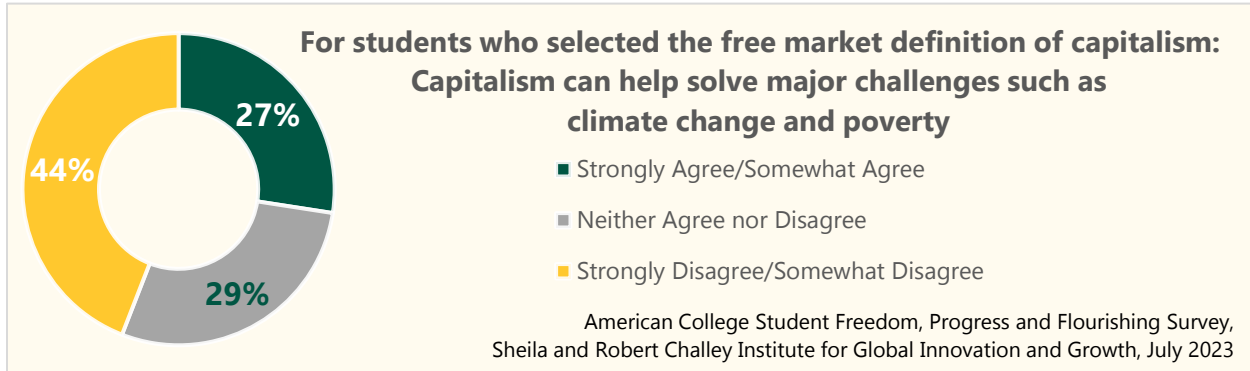 For students who selected the free market definition of capitalism:
Capitalism can help solve major challenges such as
climate change and poverty
27%
44%
29%
Strongly Agree/Somewhat Agree
Neither Agree nor Disagree
Strongly Disagree/Somewhat Disagree
American College Student Freedom, Progress and Flourishing Survey,
Sheila and Robert Challey Institute for Global Innovation and Growth, July 2023